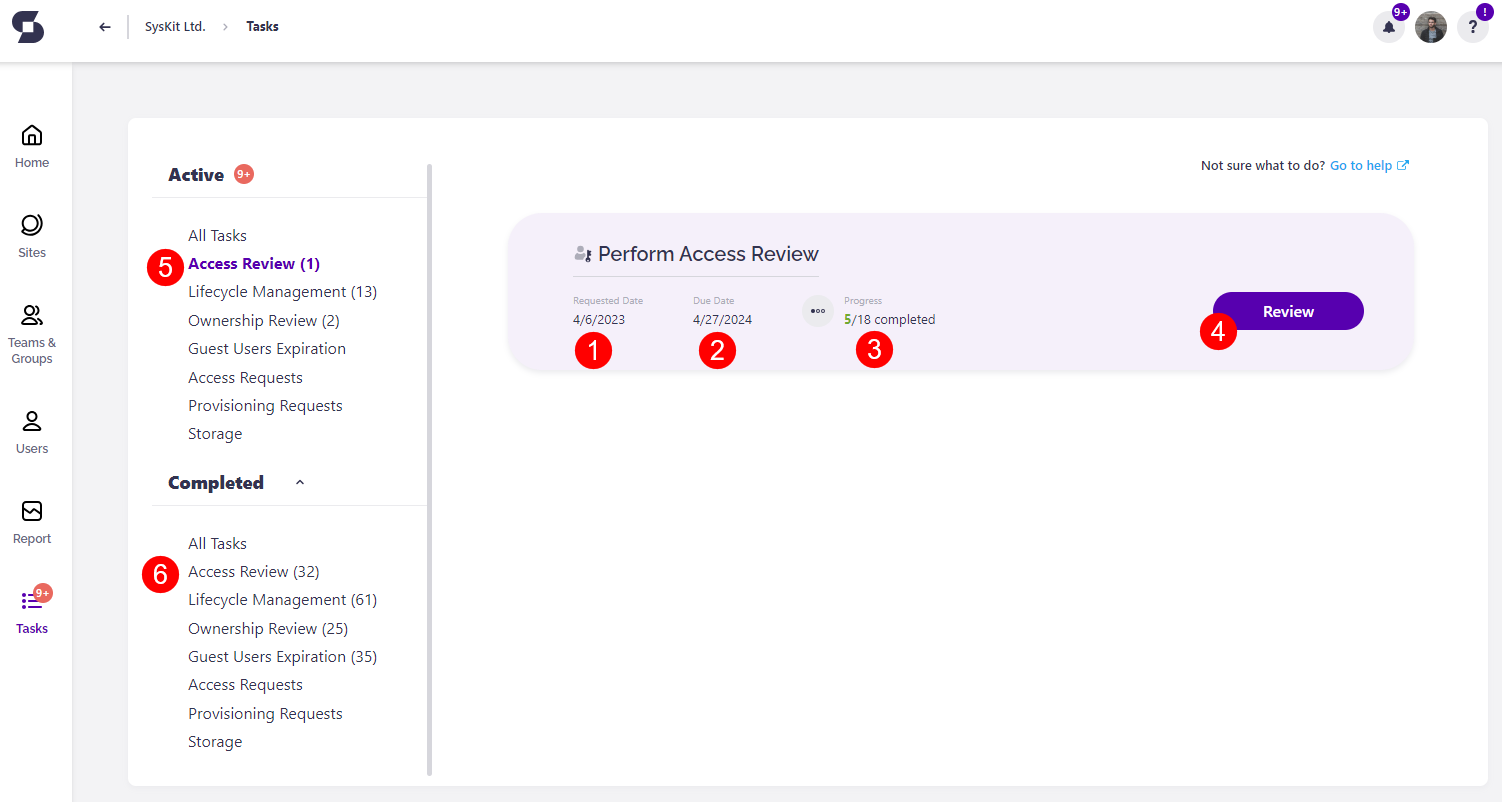 SysKit Ltd. > Tasks
9+
!
?
Home
Sites
Teams &
Groups
Users
Report
9+
Tasks
Active 9+
All Tasks
5 Access Review (1)
Lifecycle Management (13)
Ownership Review (2)
Guest Users Expiration
Access Requests
Provisioning Requests
Storage
Completed
All Tasks
6 Access Review (32)
Lifecycle Management (61)
Ownership Review (25)
Guest Users Expiration (35)
Access Requests
Provisioning Requests
Storage
Not sure what to do? Go to help
Perform Access Review
Requested Date Due Date Progress
4/6/2023 4/27/2024 5/18 completed
Review
1 2 3 4